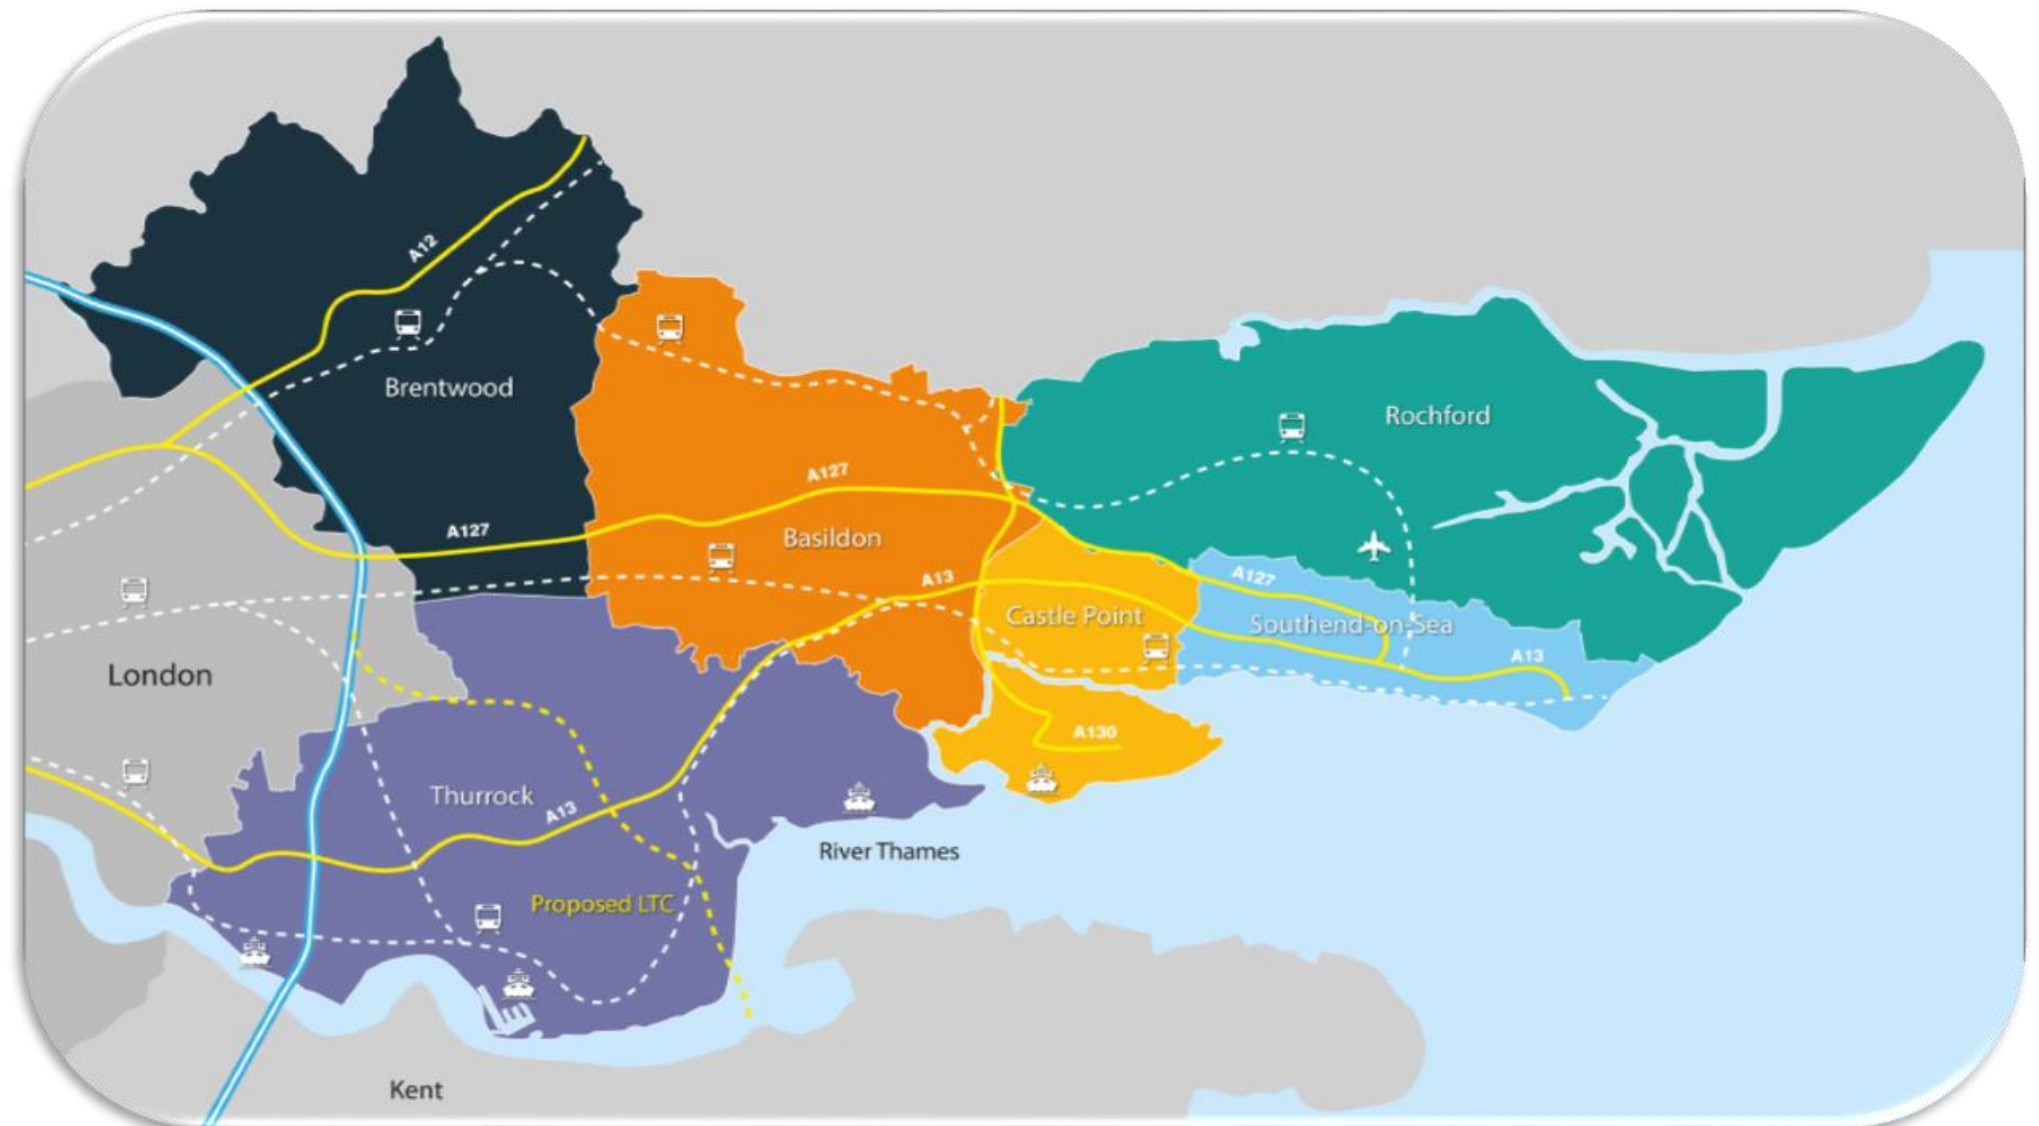 A12
Brentwood
Rochford
A127
A127
Basildon
A13
A127
Castle Point
Southend-on-Sea
A13
London
A130
Thurrock
A13
River Thames
Proposed LTC
Kent